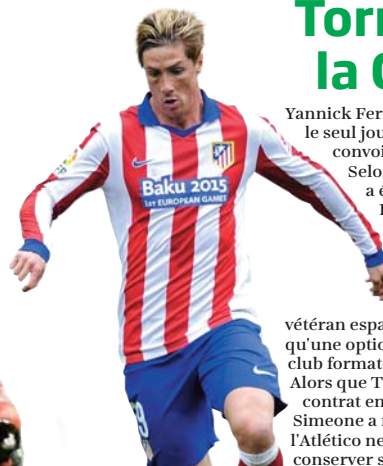 Torr
la C
Yannick Fer
le seul jou
convoi
Selo
a é
vétéran espa
qu'une optio
club format
Alors que T
contrat en
Simeone a r
l'Atlético ne
conserver s
Baku 2015
1ST EUROPEAN GAMES